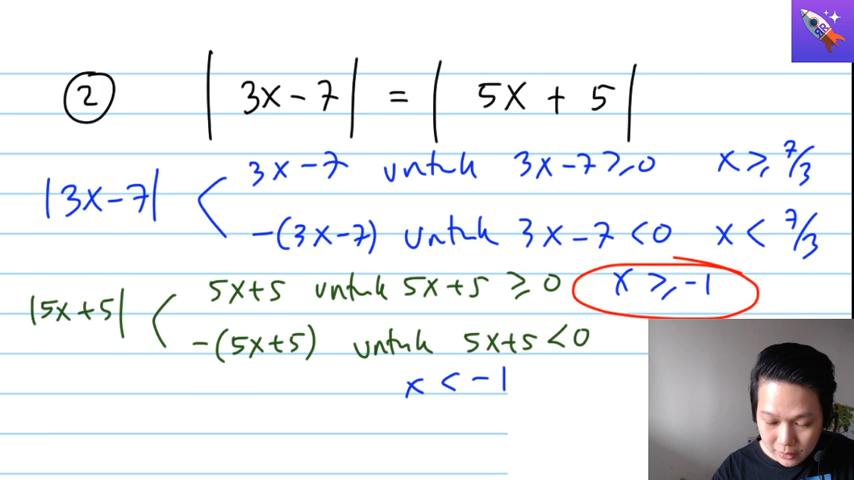 ② |3x - 7| = |5x + 5|
|3x-7| < 3x - 7 untuk 3x - 7 ≥ 0 x ≥ 7/3
-(3x-7) untuk 3x - 7 < 0 x < 7/3
|5x+5| < 5x+5 untuk 5x+5 ≥ 0 x ≥ -1
-(5x+5) untuk 5x+5 < 0
x < -1